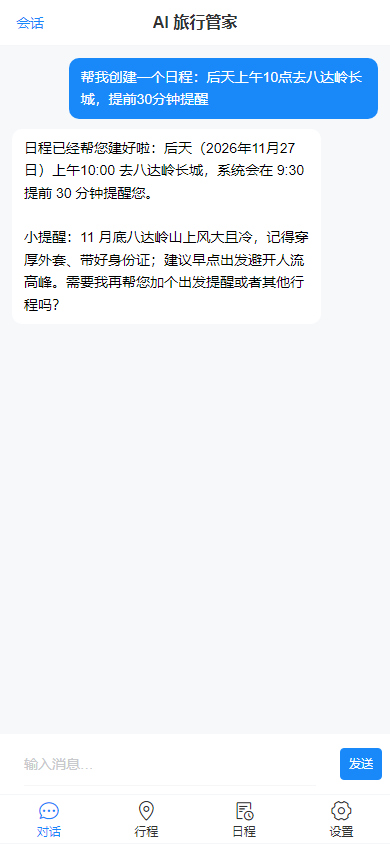 会话
AI 旅行管家
帮我创建一个日程：后天上午10点去八达岭长
城，提前30分钟提醒
日程已经帮您建好啦：后天（2026年11月27
日）上午10:00 去八达岭长城，系统会在 9:30
提前 30 分钟提醒您。
小提醒：11 月底八达岭山上风大且冷，记得穿
厚外套、带好身份证；建议早点出发避开人流
高峰。需要我再帮您加个出发提醒或者其他行
程吗？
输入消息...
发送
对话
行程
日程
设置